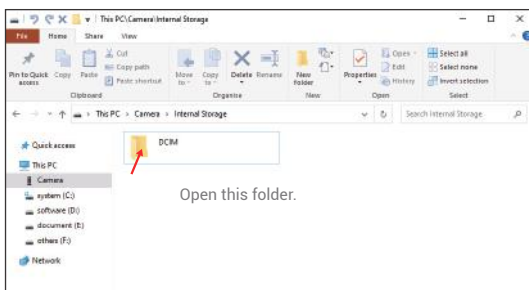 This PC\Camera\Internal Storage
File Home Share View
Pin to Quick access
Copy
Paste
Cut
Copy path
Paste shortcut
Clipboard
Move to
Copy to
Delete
Rename
Organise
New folder
New
Properties
Open
Edit
History
Open
Select all
Select none
Invert selection
Select
This PC > Camera > Internal Storage
Search Internal Storage
Quick access
This PC
Camera
system (C:)
software (D:)
document (E:)
others (F:)
Network
DCIM
Open this folder.